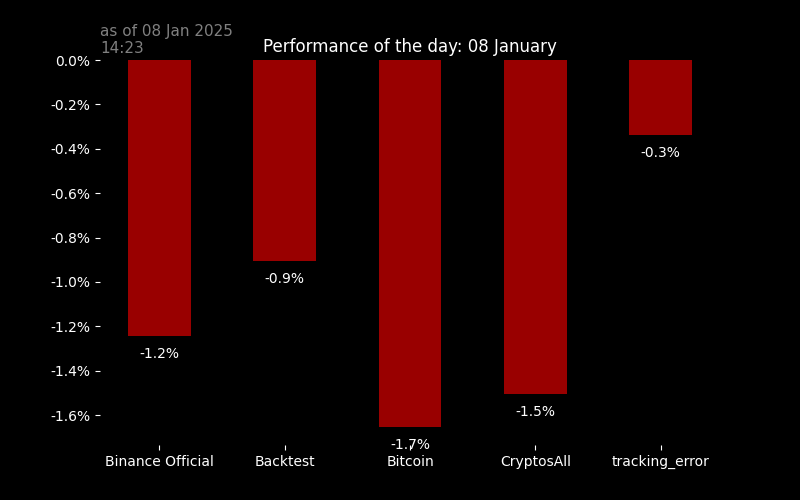 as of 08 Jan 2025
14:23
Performance of the day: 08 January
0.0%
-0.2%
-0.4%
-0.6%
-0.8%
-1.0%
-1.2%
-1.4%
-1.6%
-1.2%
-0.9%
-1.7%
-1.5%
-0.3%
Binance Official
Backtest
Bitcoin
CryptosAll
tracking_error